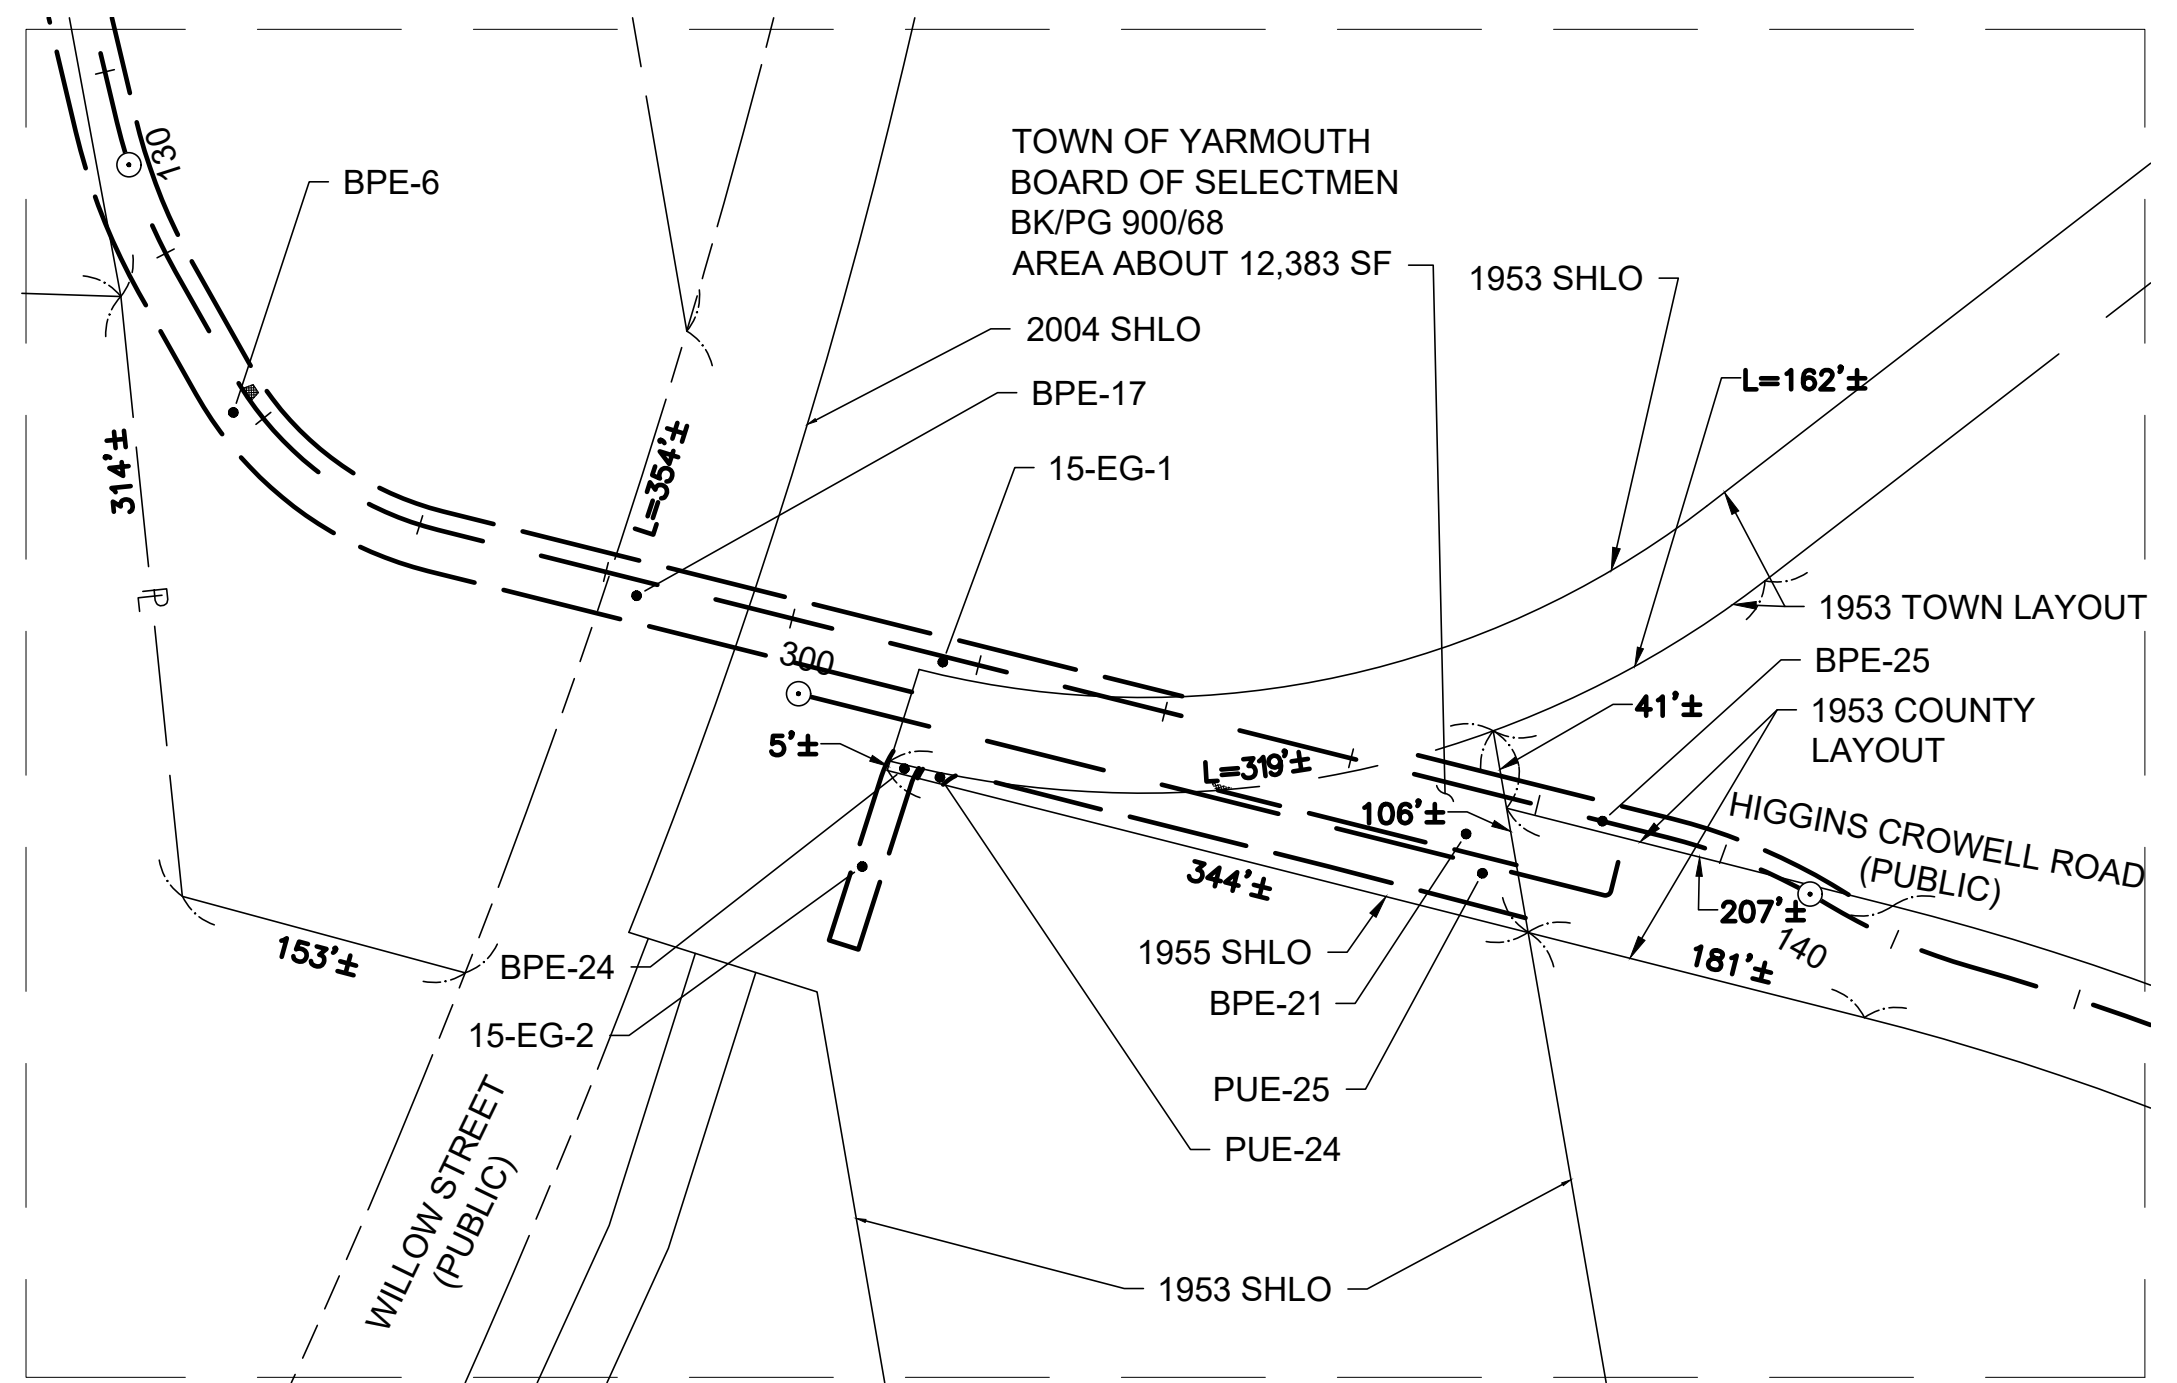 130
BPE-6
TOWN OF YARMOUTH
BOARD OF SELECTMEN
BK/PG 900/68
AREA ABOUT 12,383 SF
1953 SHLO
2004 SHLO
BPE-17
L=162'±
314'±
L=354'±
15-EG-1
PL
1953 TOWN LAYOUT
300
BPE-25
41'±
1953 COUNTY
LAYOUT
5'±
L=319'±
106'±
HIGGINS CROWELL ROAD
(PUBLIC)
344'±
207'±
140
181'±
153'±
BPE-24
1955 SHLO
BPE-21
15-EG-2
PUE-25
PUE-24
WILLOW STREET
(PUBLIC)
1953 SHLO